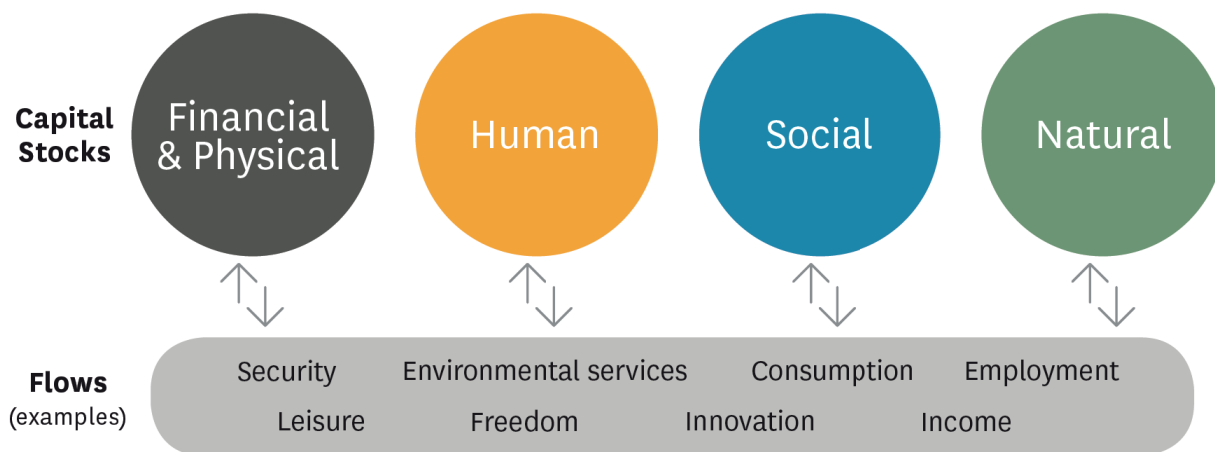 Capital
Stocks
Financial
& Physical
Human
Social
Natural
Flows
(examples)
Security Environmental services Consumption Employment
Leisure Freedom Innovation Income